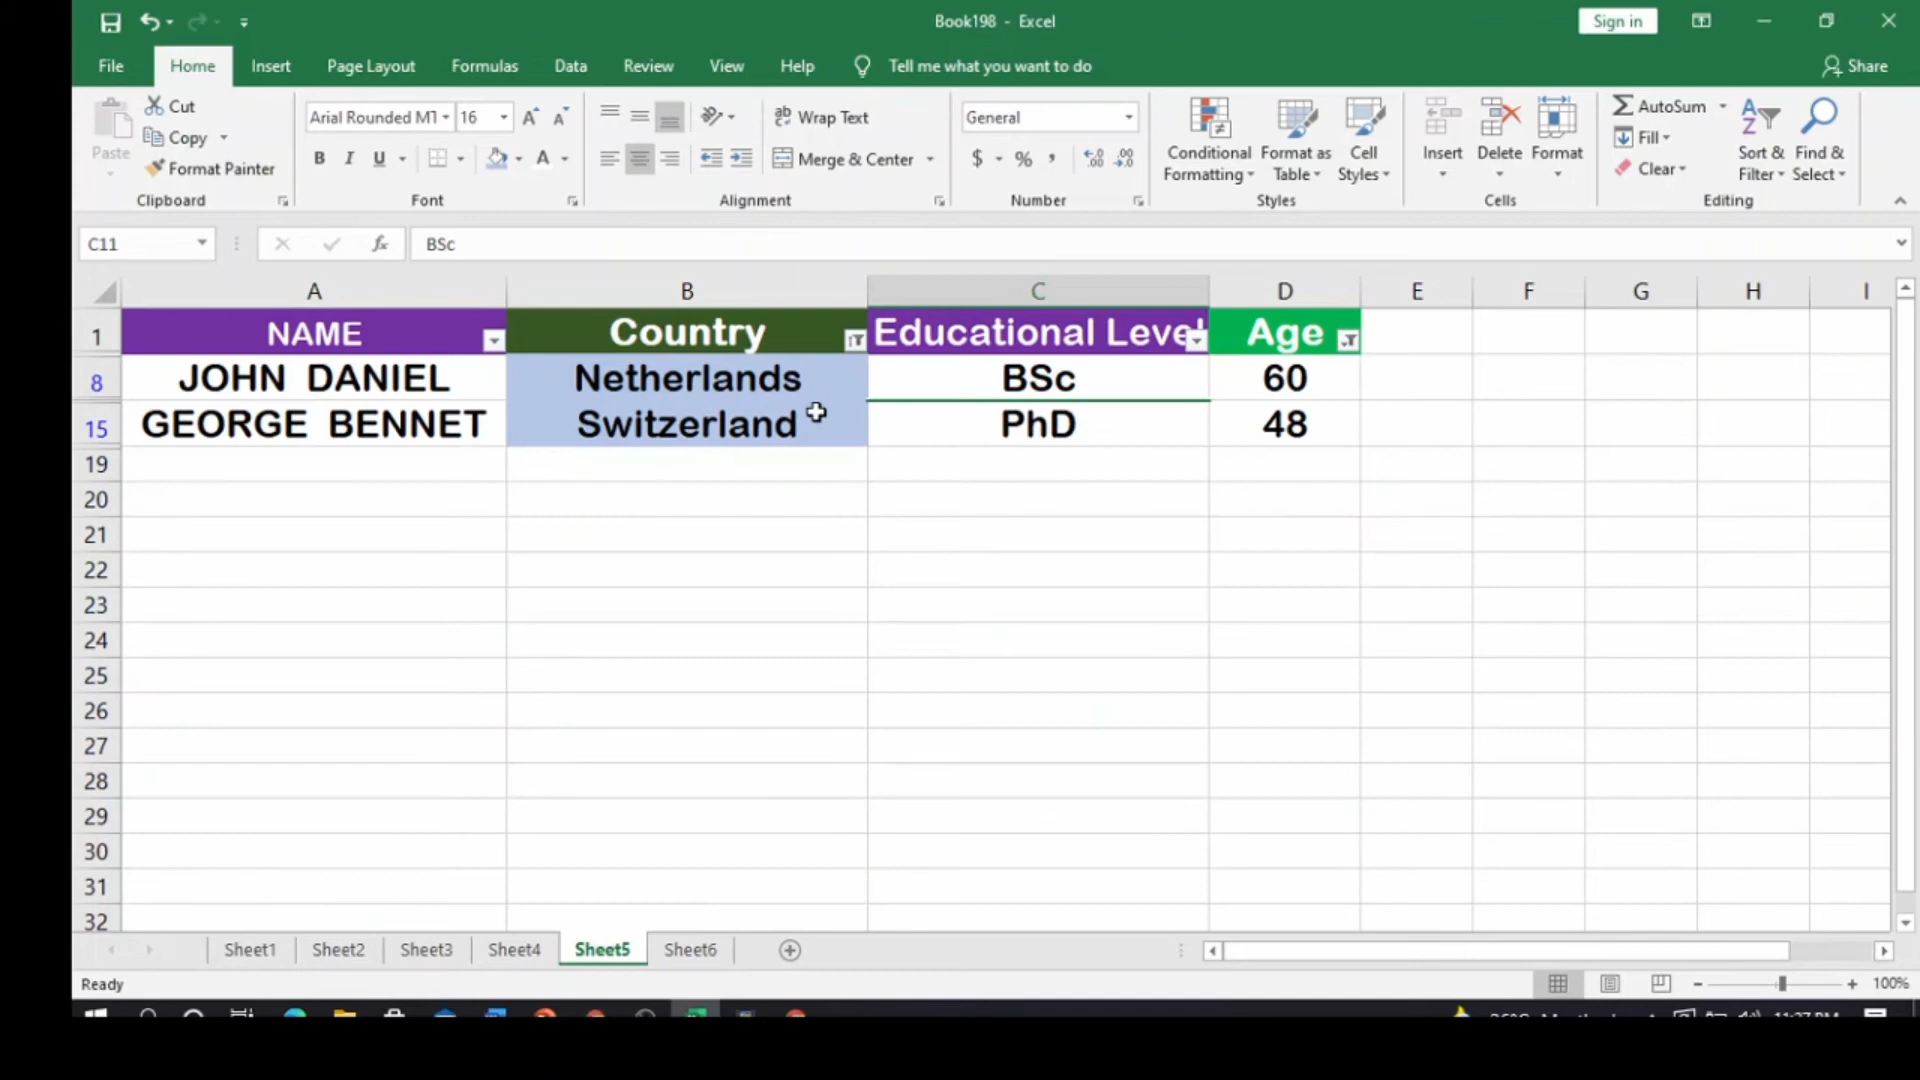 Book198 - Excel
Sign in
File Home Insert Page Layout Formulas Data Review View Help Tell me what you want to do Share
Paste Cut
Copy
Format Painter
Clipboard
Arial Rounded MT 16
B I U
Font
Wrap Text
Merge & Center
Alignment
General
$ % ,
Number
Conditional Formatting
Format as Table
Cell Styles
Styles
Insert Delete Format
Cells
AutoSum
Fill
Clear
Sort & Filter
Find & Select
Editing
C11 fx BSc
A B C D E F G H I
1 NAME Country Educational Level Age
8 JOHN DANIEL Netherlands BSc 60
15 GEORGE BENNET Switzerland PhD 48
19
20
21
22
23
24
25
26
27
28
29
30
31
32
Sheet1 Sheet2 Sheet3 Sheet4 Sheet5 Sheet6
Ready 100%